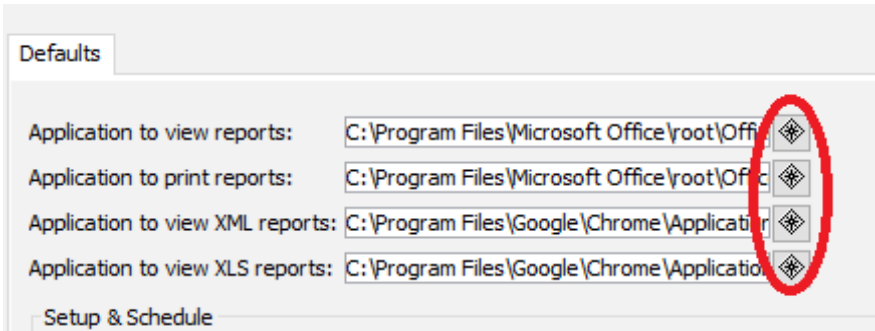 Defaults
Application to view reports: C:\Program Files\Microsoft Office\root\Offi
Application to print reports: C:\Program Files\Microsoft Office\root\Offic
Application to view XML reports: C:\Program Files\Google\Chrome\Application
Application to view XLS reports: C:\Program Files\Google\Chrome\Application
Setup & Schedule